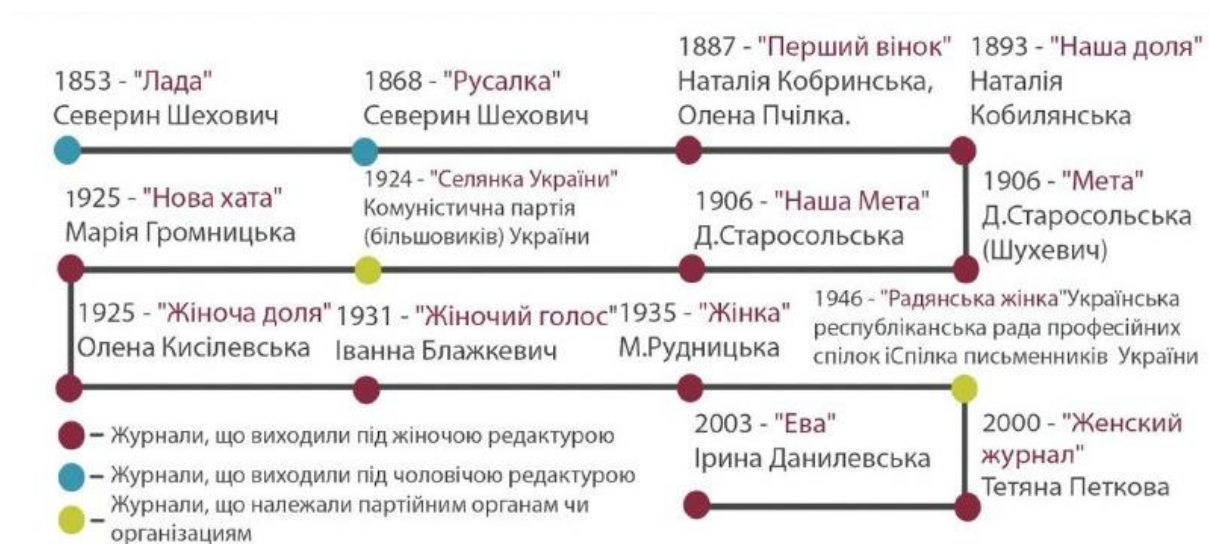 1853 - "Лада"
Северин Шехович
1868 - "Русалка"
Северин Шехович
1887 - "Перший вінок"
Наталія Кобринська,
Олена Пчілка.
1893 - "Наша доля"
Наталія
Кобилянська
1925 - "Нова хата"
Марія Громницька
1924 - "Селянка України"
Комуністична партія
(більшовиків) України
1906 - "Наша Мета"
Д.Старосольська
1906 - "Мета"
Д.Старосольська
(Шухевич)
1925 - "Жіноча доля"
Олена Кисілевська
1931 - "Жіночий голос"
Іванна Блажкевич
1935 - "Жінка"
М.Рудницька
1946 - "Радянська жінка"Українська
республіканська рада професійних
спілок іСпілка письменників України
2003 - "Ева"
Ірина Данилевська
2000 - "Женский
журнал"
Тетяна Петкова
– Журнали, що виходили під жіночою редактурою
– Журнали, що виходили під чоловічою редактурою
– Журнали, що належали партійним органам чи
організациям